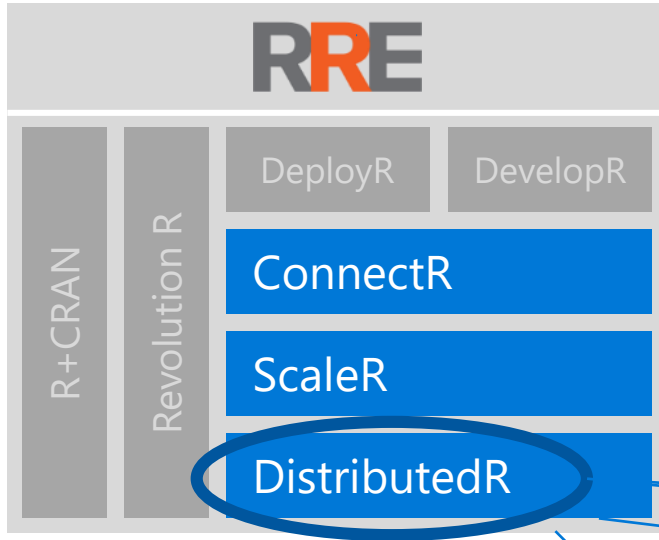 RRE
R+CRAN
Revolution R
DeployR
DevelopR
ConnectR
ScaleR
DistributedR